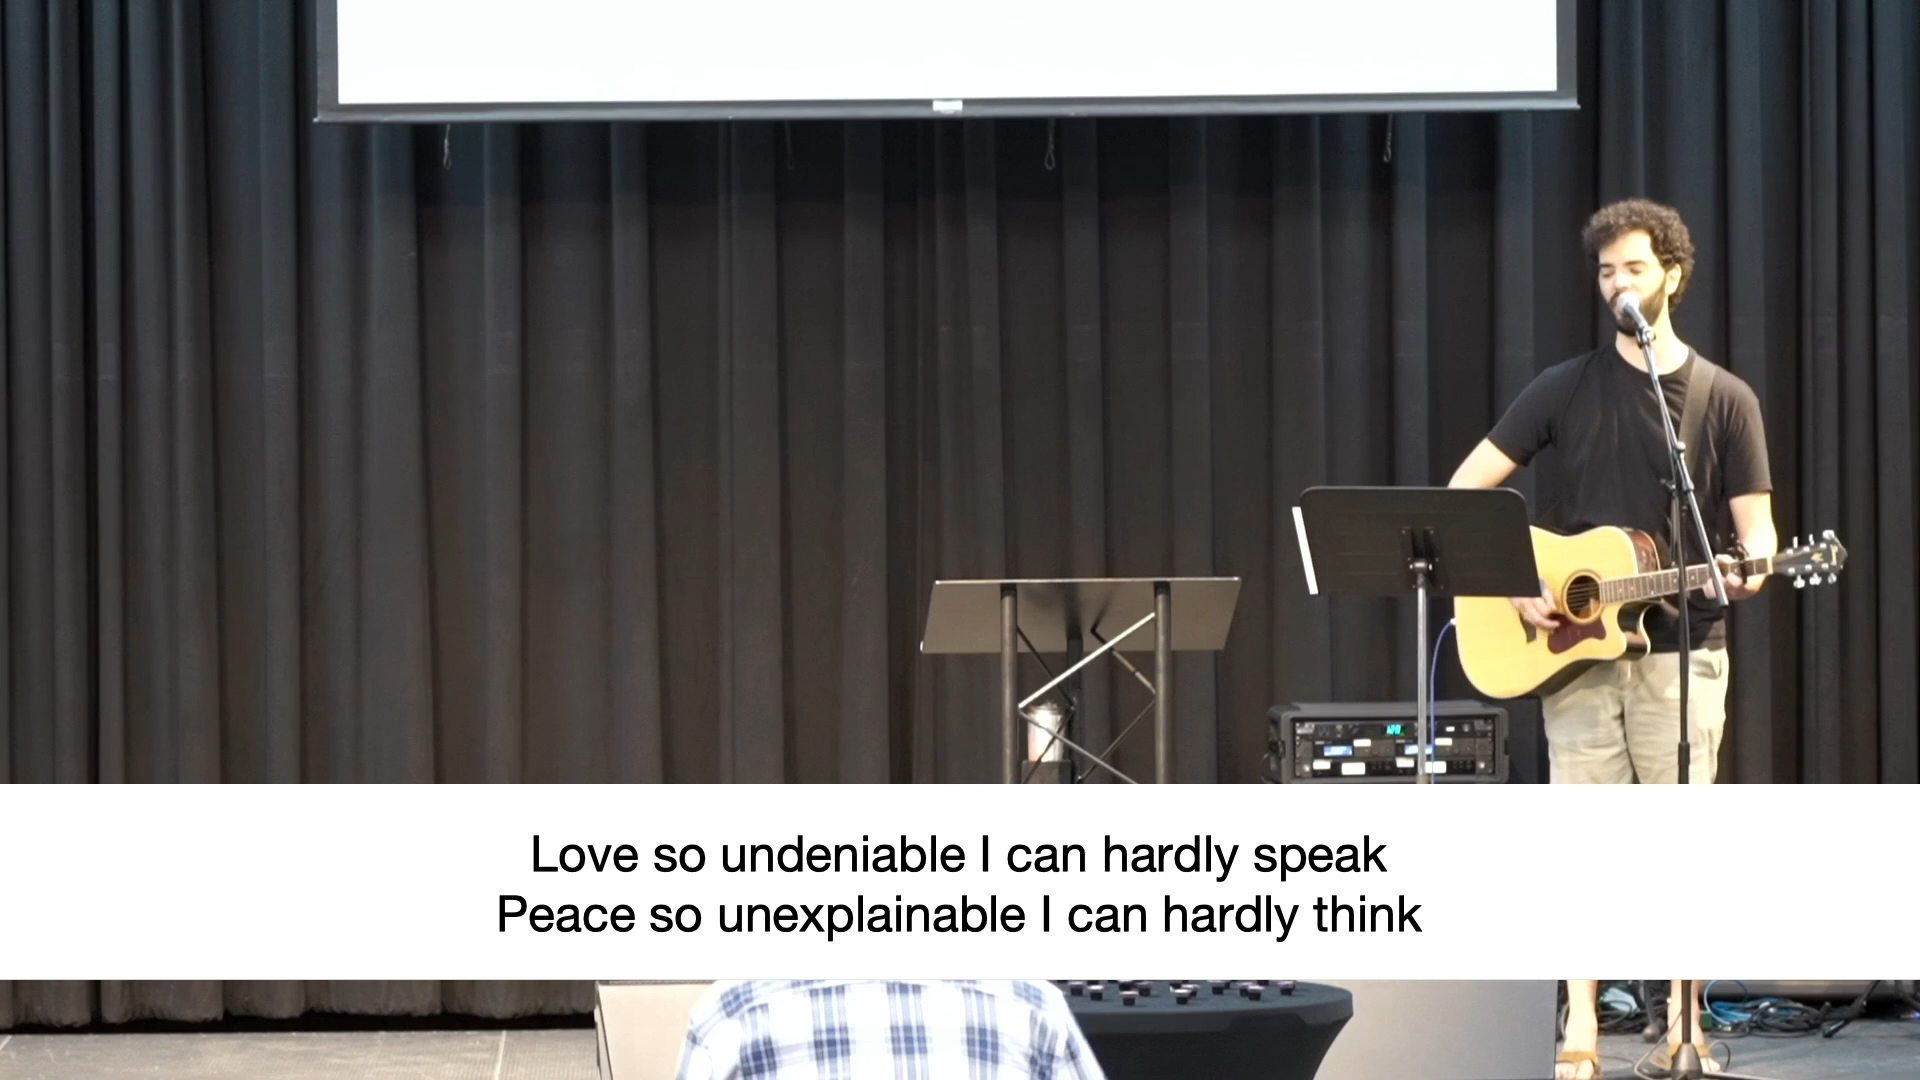 Love so undeniable I can hardly speak
Peace so unexplainable I can hardly think